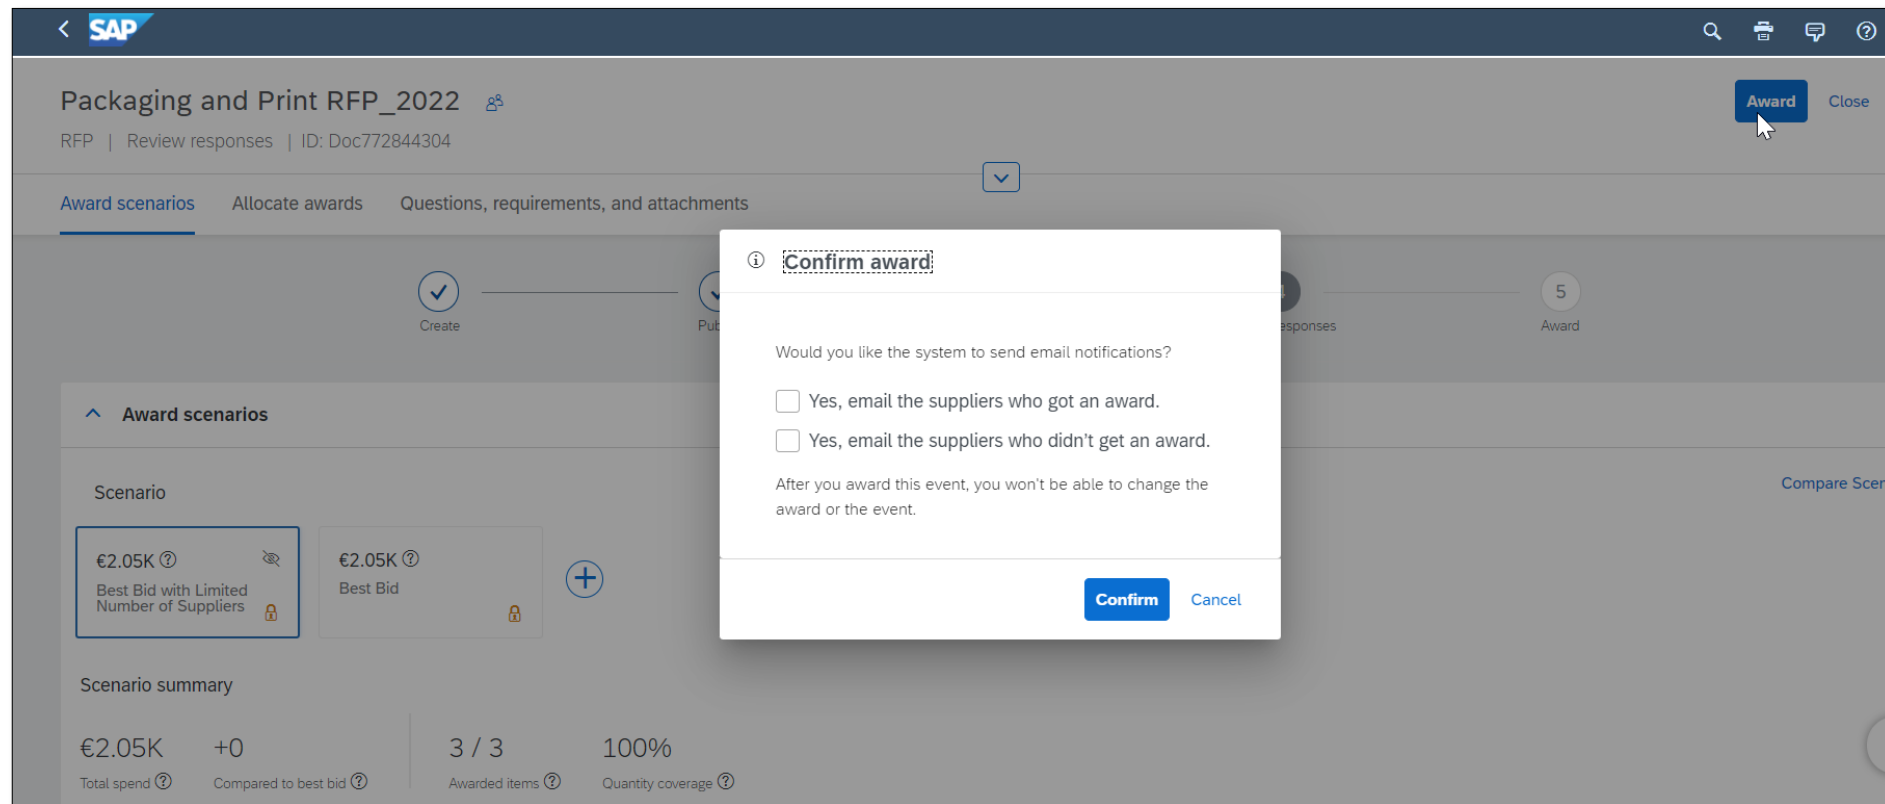 SAP
Packaging and Print RFP_2022
Award
Close
RFP | Review responses | ID: Doc772844304
Award scenarios
Allocate awards
Questions, requirements, and attachments
Confirm award
5
Create
Award
Would you like the system to send email notifications?
Yes, email the suppliers who got an award.
Yes, email the suppliers who didn't get an award.
After you award this event, you won't be able to change the
award or the event.
Confirm
Cancel
Award scenarios
Scenario
Compare Scen
€2.05K
Best Bid with Limited
Number of Suppliers
€2.05K
Best Bid
Scenario summary
€2.05K
Total spend
+0
Compared to best bid
3 / 3
Awarded items
100%
Quantity coverage